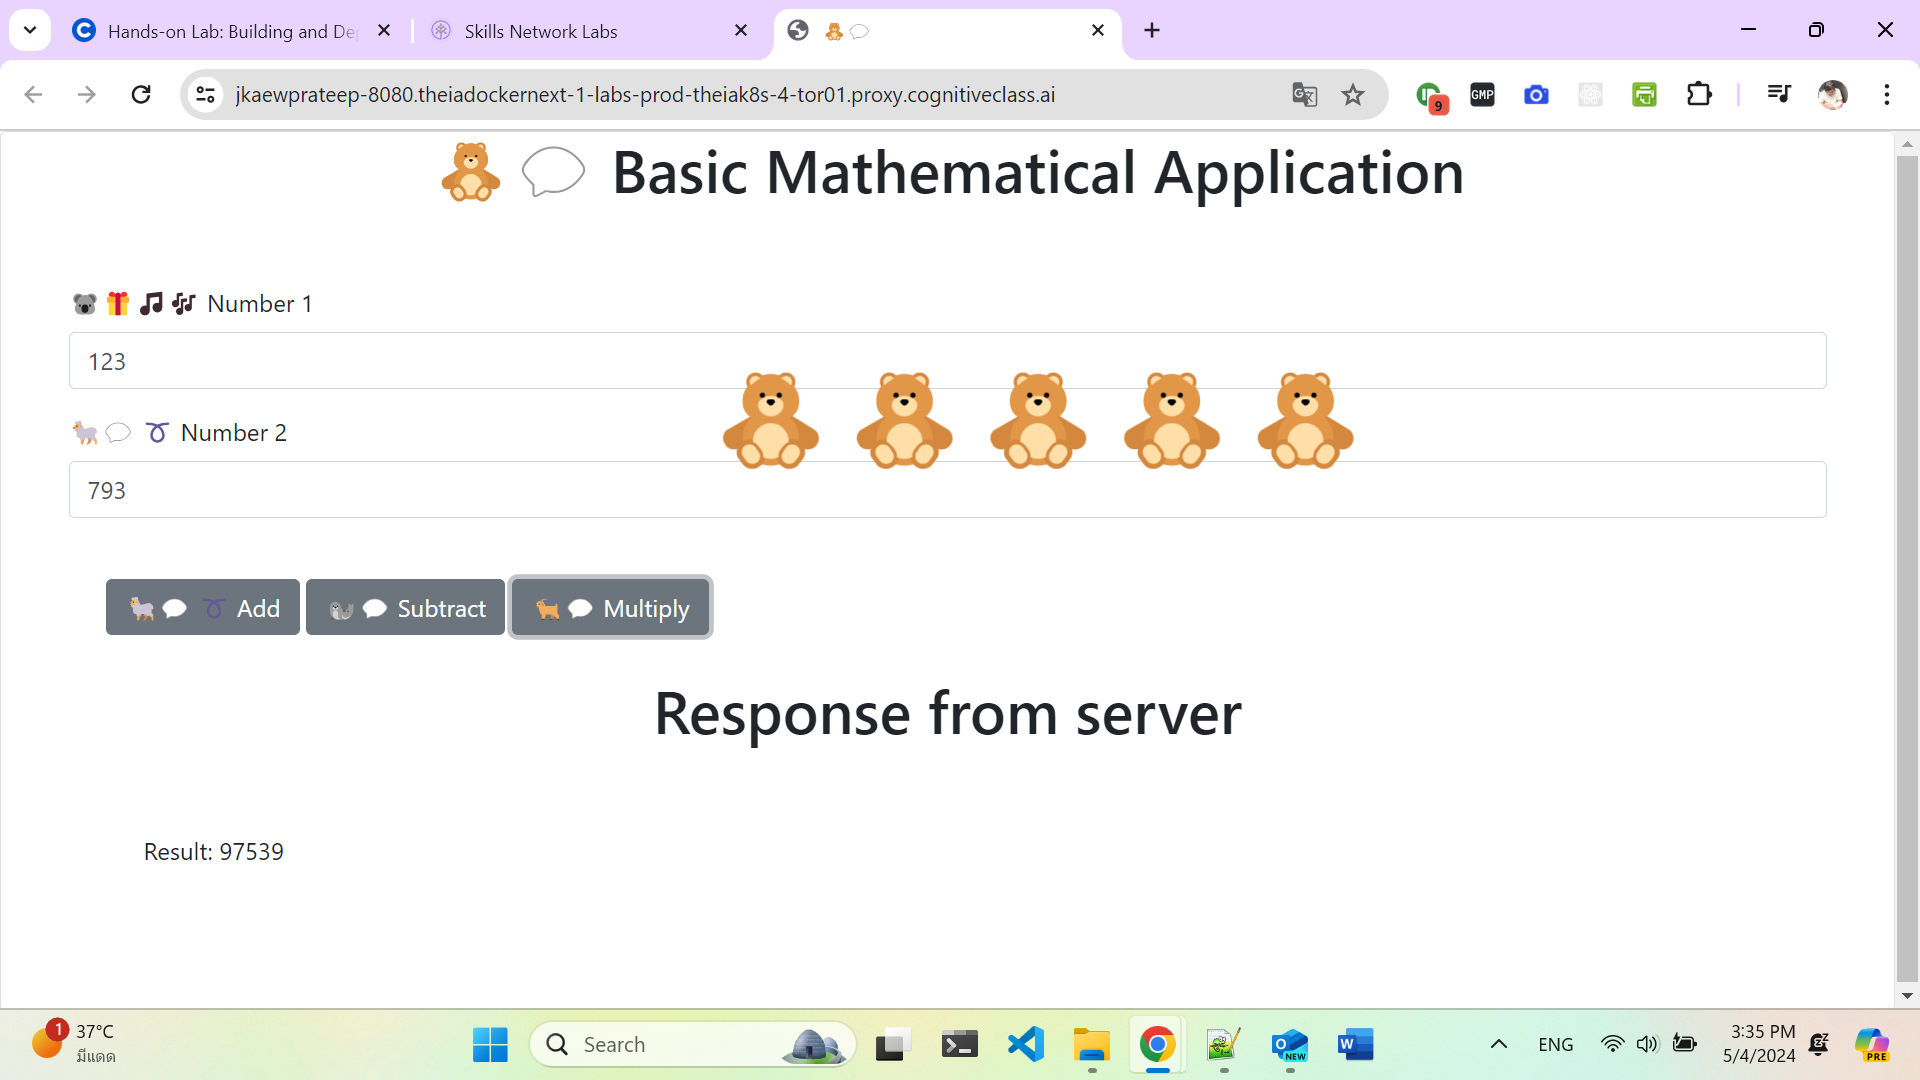 Hands-on Lab: Building and De
Skills Network Labs
jkaewprateep-8080.theiadockernext-1-labs-prod-theiak8s-4-tor01.proxy.cognitiveclass.ai
GMP
9
Basic Mathematical Application
Number 1
123
Number 2
793
Add
Subtract
Multiply
Response from server
Result: 97539
1
37°C
มีแดด
Search
NEW
ENG
3:35 PM
5/4/2024
PRE